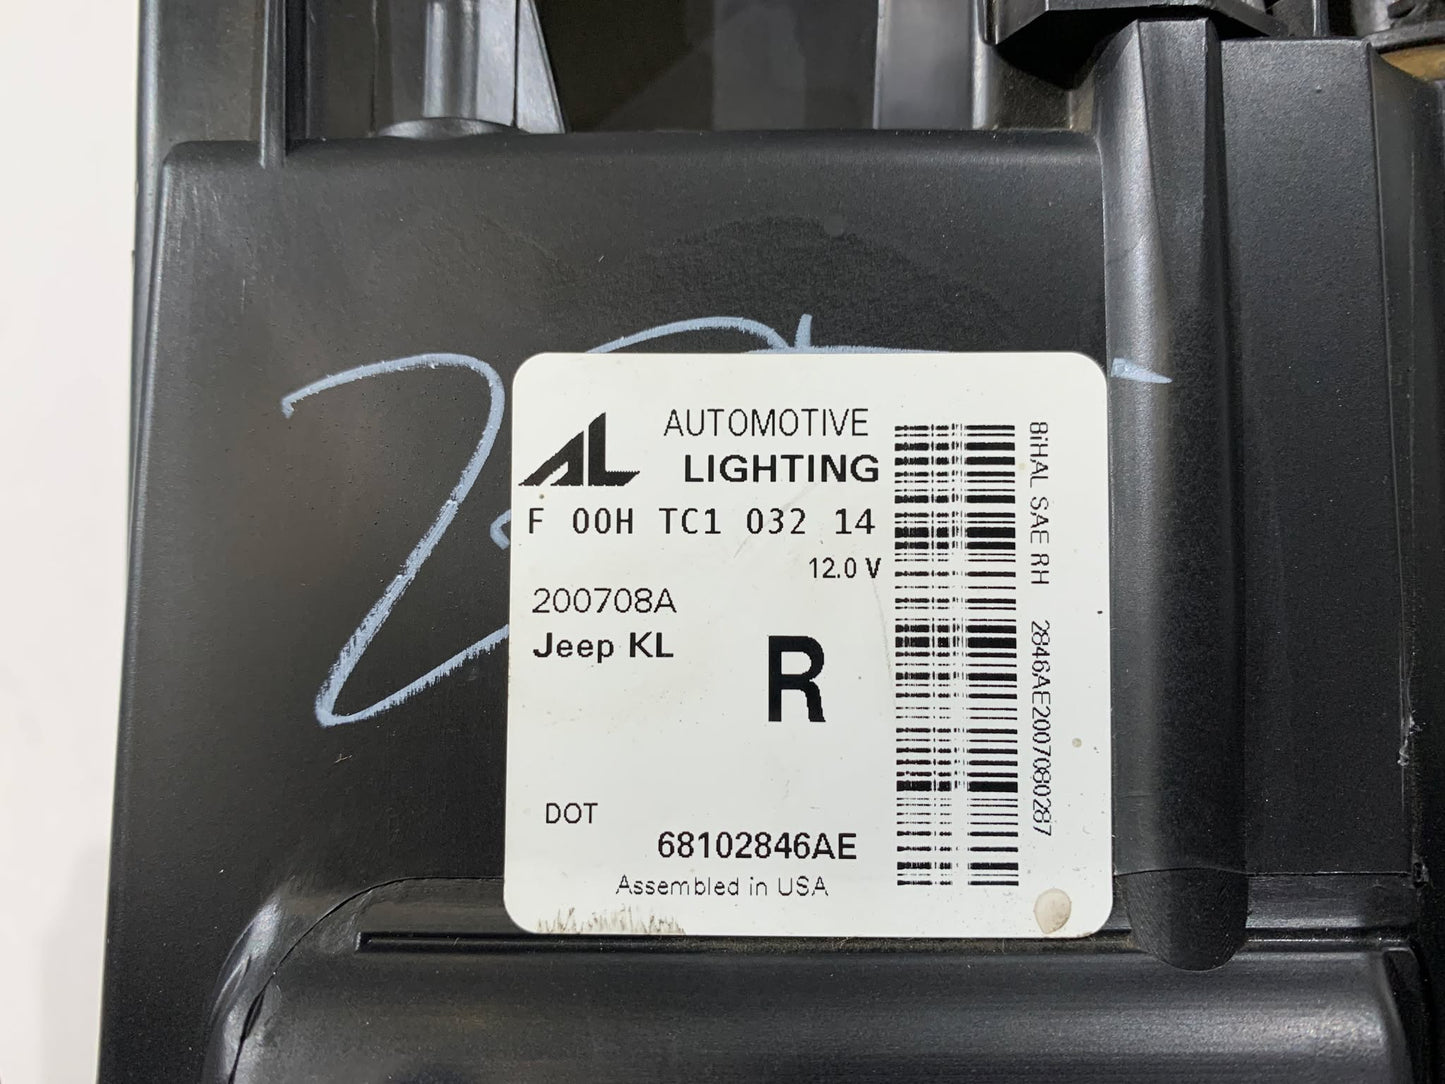 AL
AUTOMOTIVE
LIGHTING
F 00H TC1 032 14
12.0 V
200708A
Jeep KL
R
DOT
68102846AE
Assembled in USA
8iHAL SAE RH 2846AE2007080287